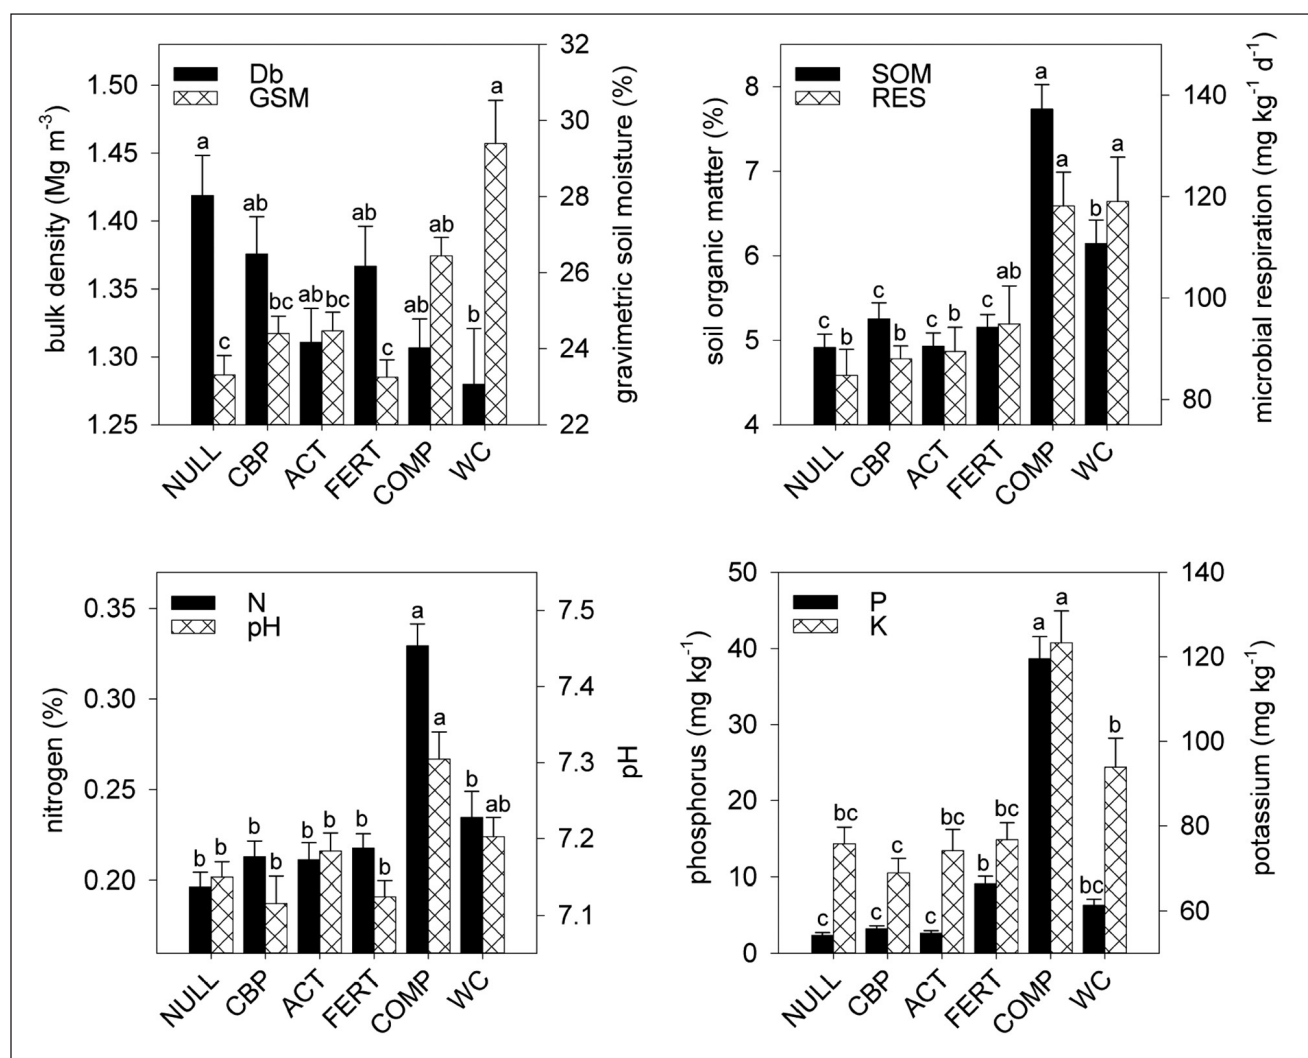 Db
GSM
bulk density (Mg m-3)
1.50
1.45
1.40
1.35
1.30
1.25
32
30
28
26
24
22
gravimetric soil moisture (%)
a
c
ab
bc
ab
bc
ab
c
ab
ab
b
a
NULL
CBP
ACT
FERT
COMP
WC
SOM
RES
soil organic matter (%)
8
7
6
5
4
140
120
100
80
microbial respiration (mg kg-1 d-1)
c
b
c
b
c
b
c
ab
a
a
b
a
NULL
CBP
ACT
FERT
COMP
WC
N
pH
nitrogen (%)
0.35
0.30
0.25
0.20
7.5
7.4
7.3
7.2
7.1
pH
b
b
b
b
b
b
b
b
a
a
b
ab
NULL
CBP
ACT
FERT
COMP
WC
P
K
phosphorus (mg kg-1)
50
40
30
20
10
0
140
120
100
80
60
potassium (mg kg-1)
c
bc
c
c
c
bc
b
bc
a
a
bc
b
NULL
CBP
ACT
FERT
COMP
WC